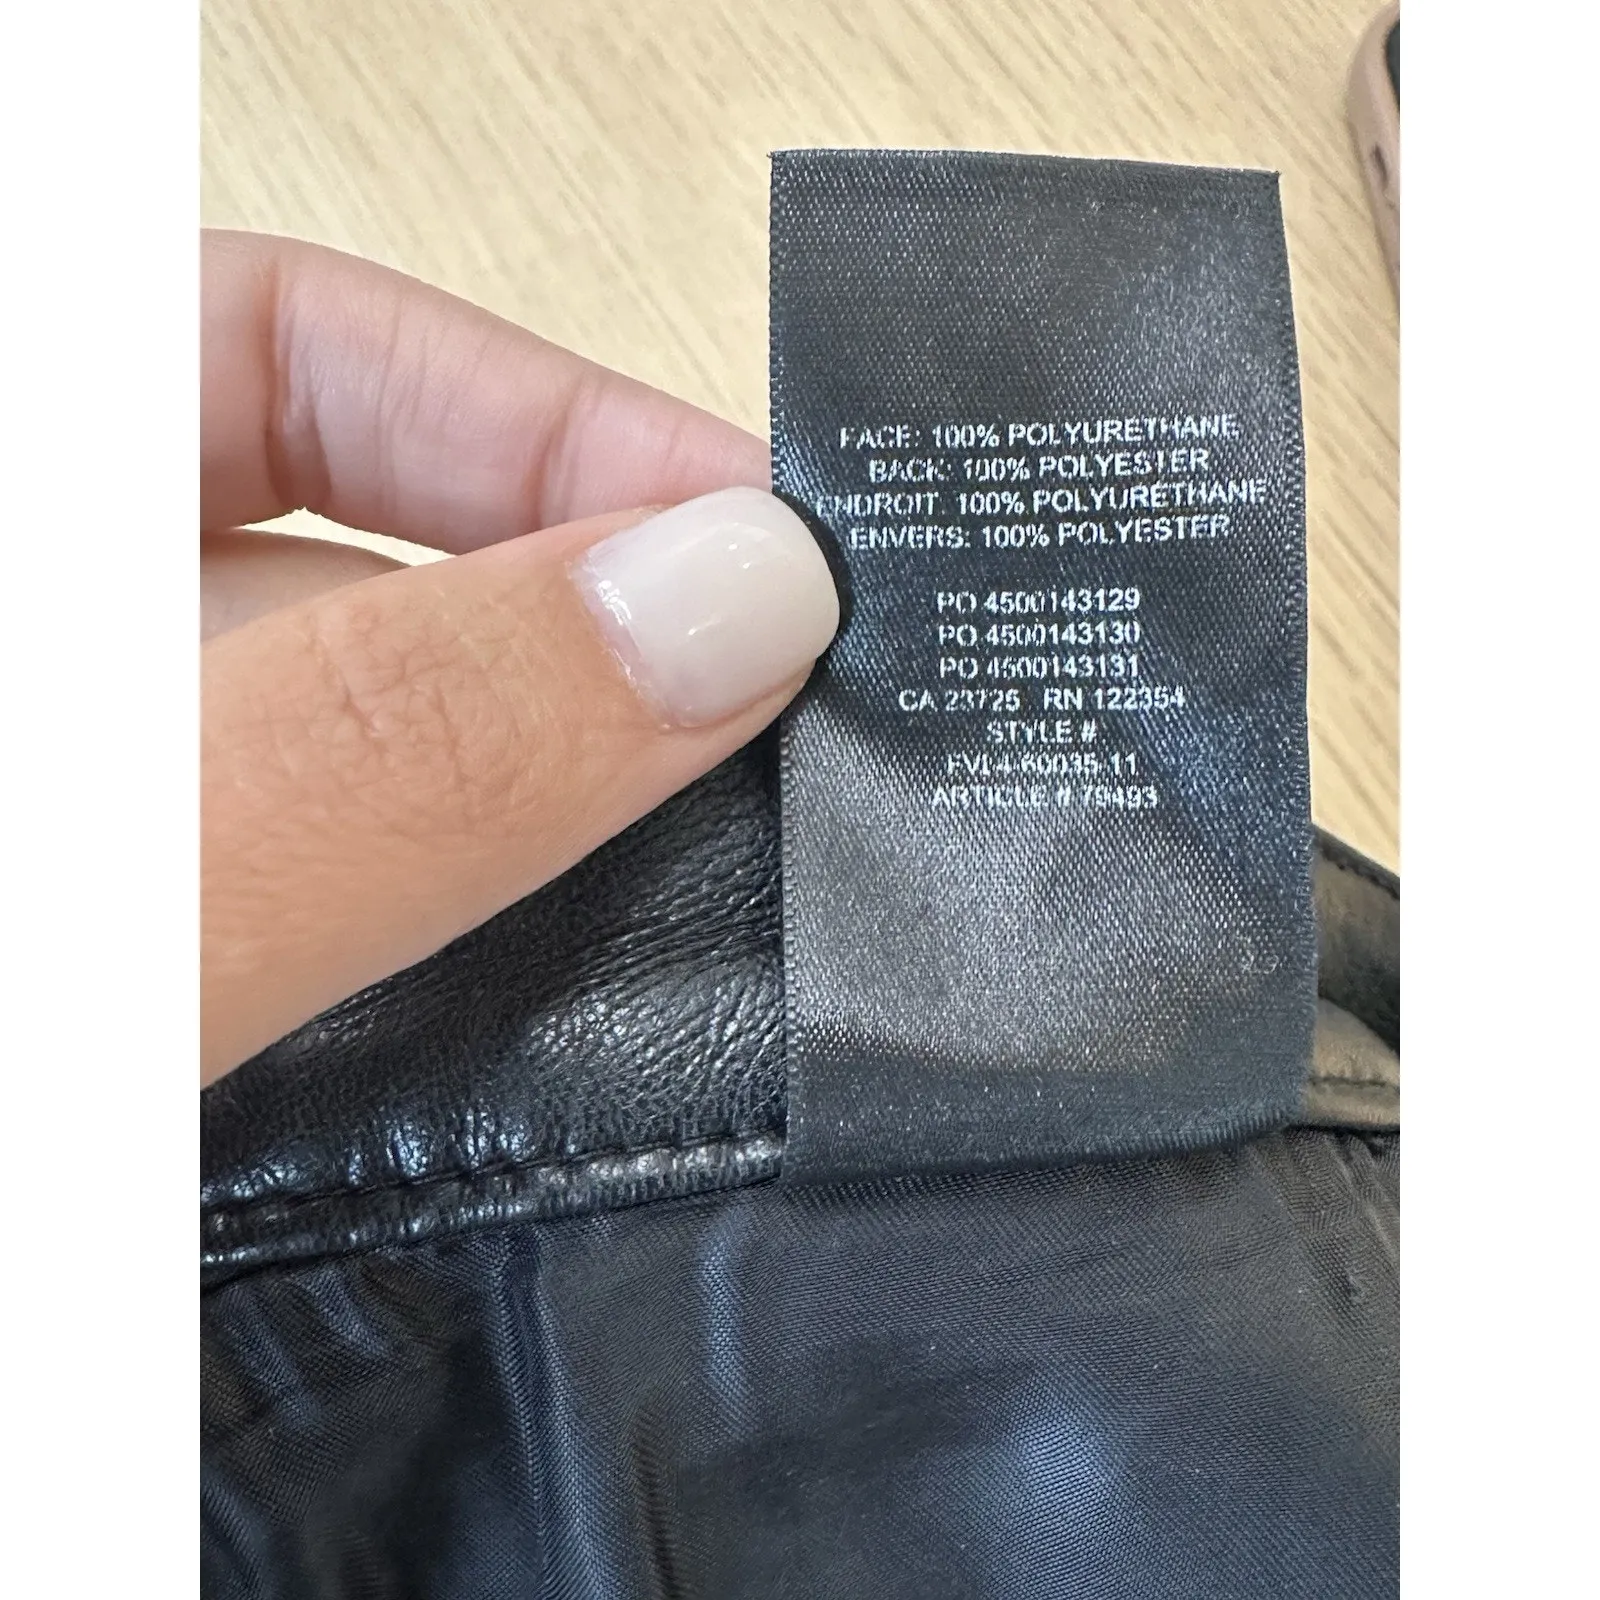 FACE: 100% POLYURETHANE
BACK: 100% POLYESTER
ENDROIT: 100% POLYURETHANE
ENVERS: 100% POLYESTER
PO 4500143129
PO 4500143130
PO 4500143131
CA 23725 RN 122354
STYLE #
ARTICLE # 79493